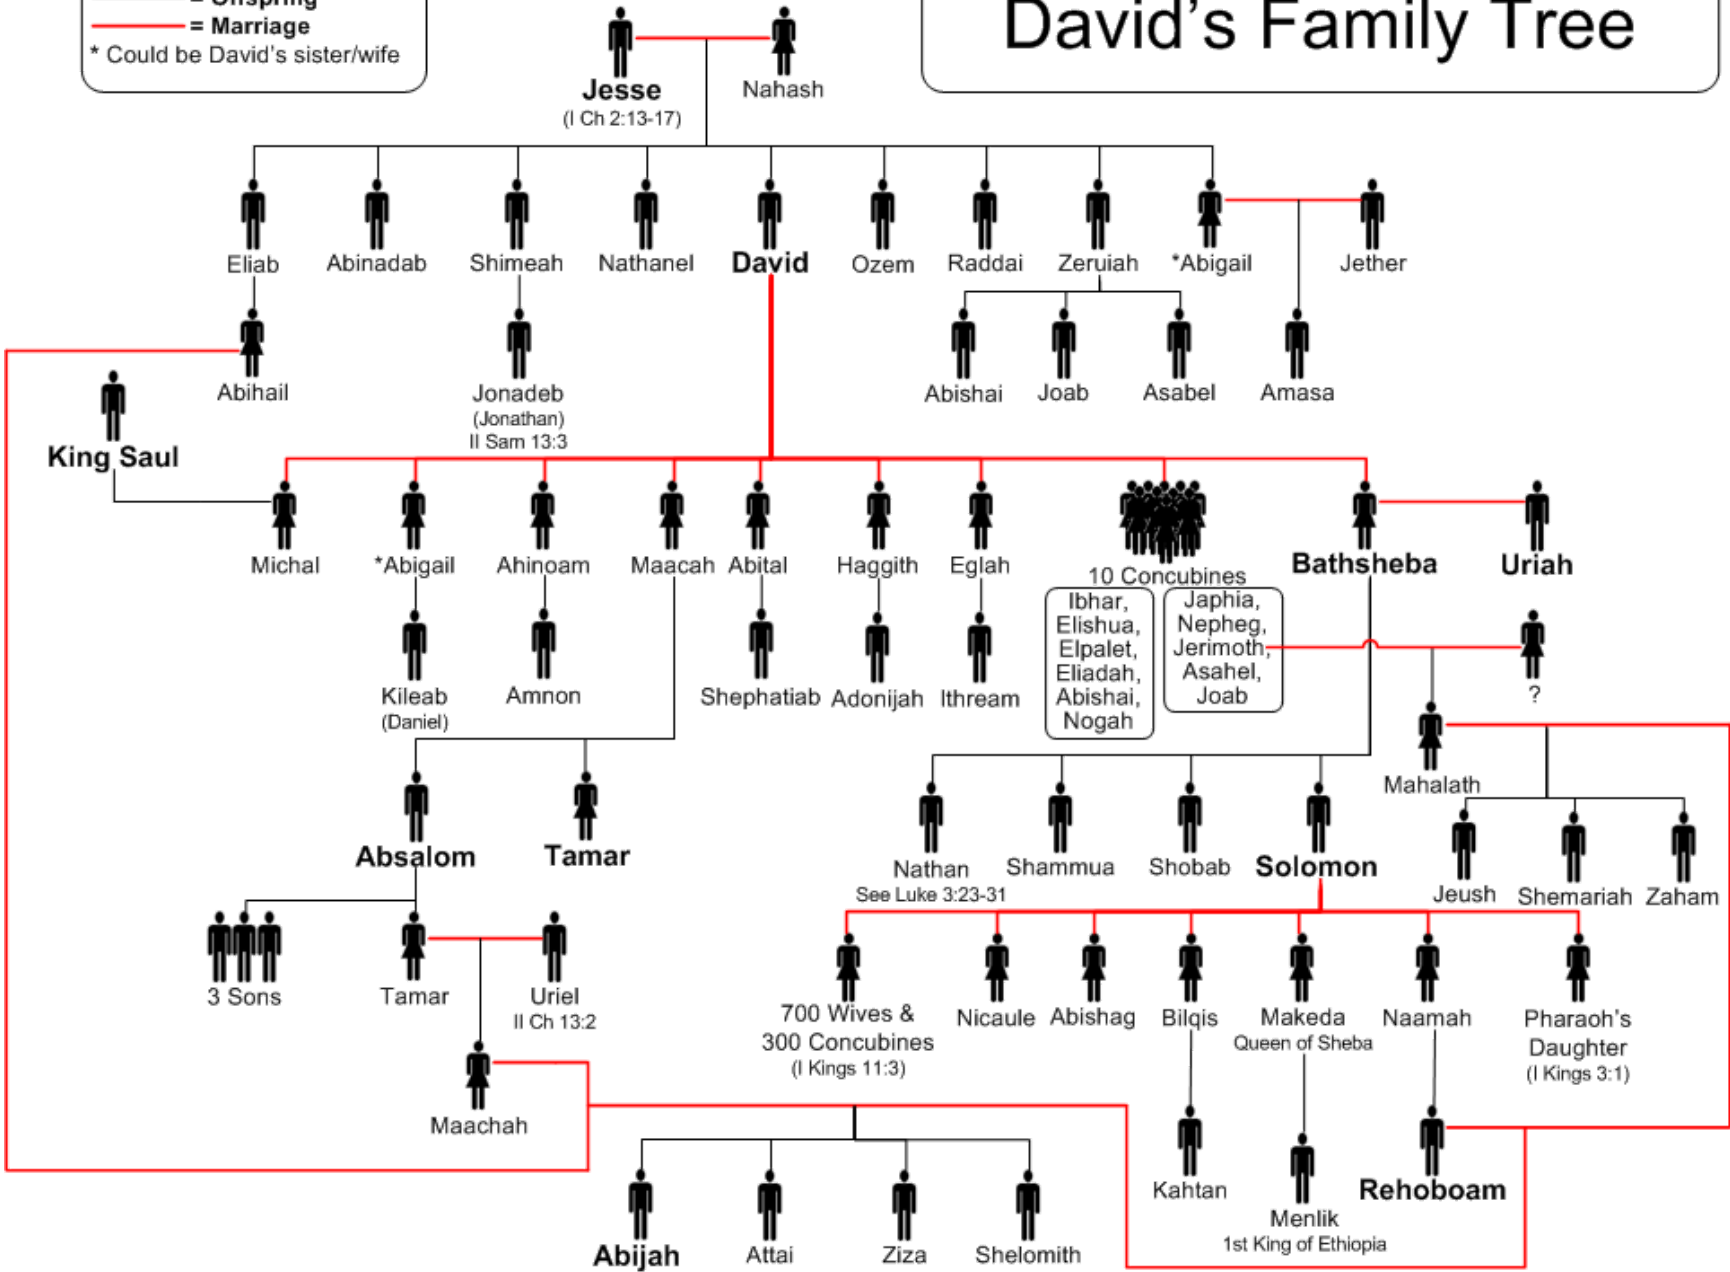 = Offspring
= Marriage
* Could be David's sister/wife
David's Family Tree
Jesse
(I Ch 2:13-17)
Nahash
Eliab
Abinadab
Shimeah
Nathanel
David
Ozem
Raddai
Zeruiah
*Abigail
Jether
Abihail
Jonadeb
(Jonathan)
II Sam 13:3
Abishai
Joab
Asabel
Amasa
King Saul
Michal
*Abigail
Ahinoam
Maacah
Abital
Haggith
Eglah
10 Concubines
Bathsheba
Uriah
Ibhar,
Elishua,
Elpalet,
Eliadah,
Abishai,
Nogah
Japhia,
Nepheg,
Jerimoth,
Asahel,
Joab
?
Kileab
(Daniel)
Amnon
Shephatiab
Adonijah
Ithream
Mahalath
Absalom
Tamar
Nathan
See Luke 3:23-31
Shammua
Shobab
Solomon
Jeush
Shemariah
Zaham
3 Sons
Tamar
Uriel
II Ch 13:2
700 Wives &
300 Concubines
(I Kings 11:3)
Nicaule
Abishag
Bilqis
Makeda
Queen of Sheba
Naamah
Pharaoh's
Daughter
(I Kings 3:1)
Maachah
Kahtan
Menlik
1st King of Ethiopia
Rehoboam
Abijah
Attai
Ziza
Shelomith